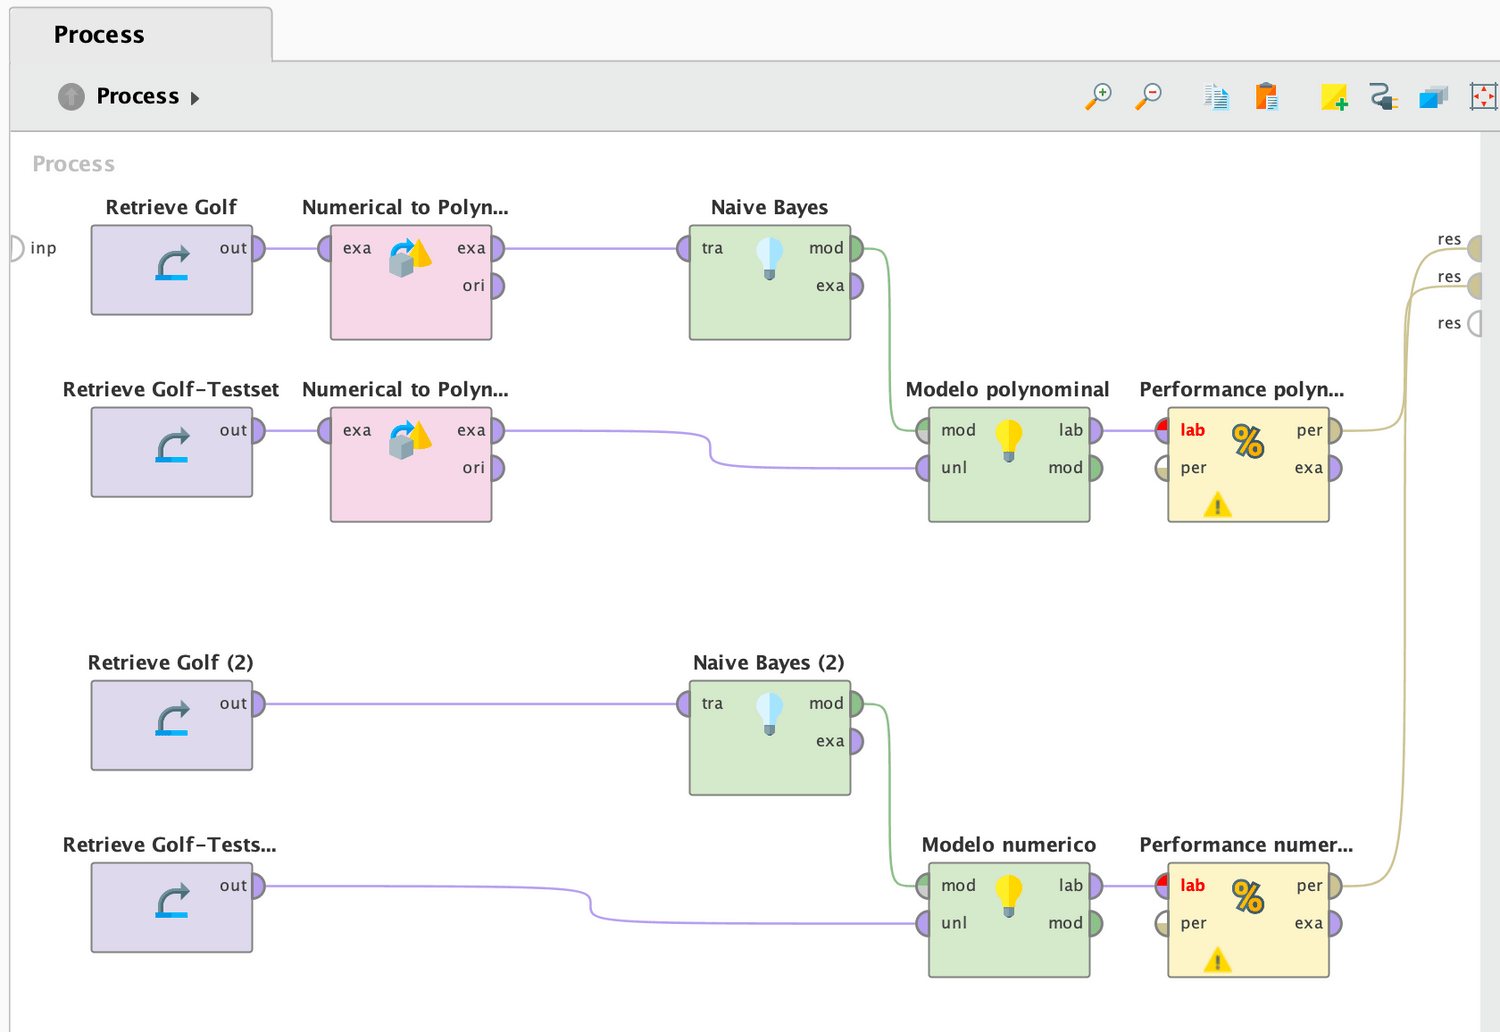 Process
Process
Process
inp
Retrieve Golf
out
Numerical to Polyn...
exa exa
ori
Naive Bayes
tra mod
exa
res
res
res
Retrieve Golf-Testset
out
Numerical to Polyn...
exa exa
ori
Modelo polynominal
mod lab
unl mod
Performance polyn...
lab per
per exa
Retrieve Golf (2)
out
Naive Bayes (2)
tra mod
exa
Retrieve Golf-Tests...
out
Modelo numerico
mod lab
unl mod
Performance numer...
lab per
per exa